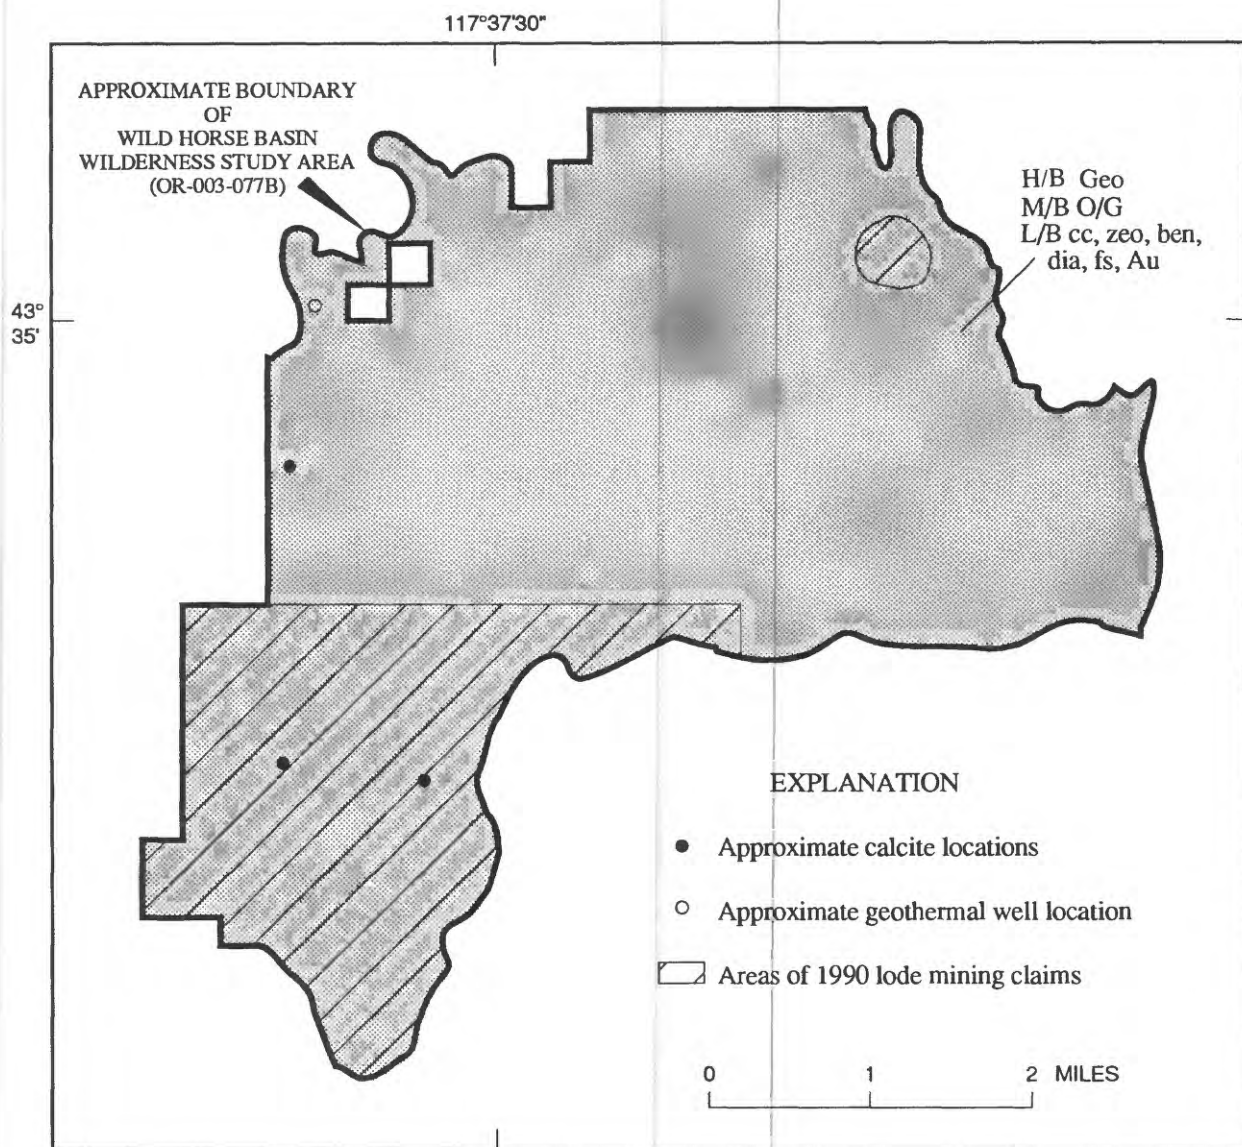 117°37'30"
APPROXIMATE BOUNDARY
OF
WILD HORSE BASIN
WILDERNESS STUDY AREA
(OR-003-077B)
H/B Geo
M/B O/G
L/B cc, zeo, ben,
dia, fs, Au
43°
35'
EXPLANATION
Approximate calcite locations
Approximate geothermal well location
Areas of 1990 lode mining claims
0 1 2 MILES